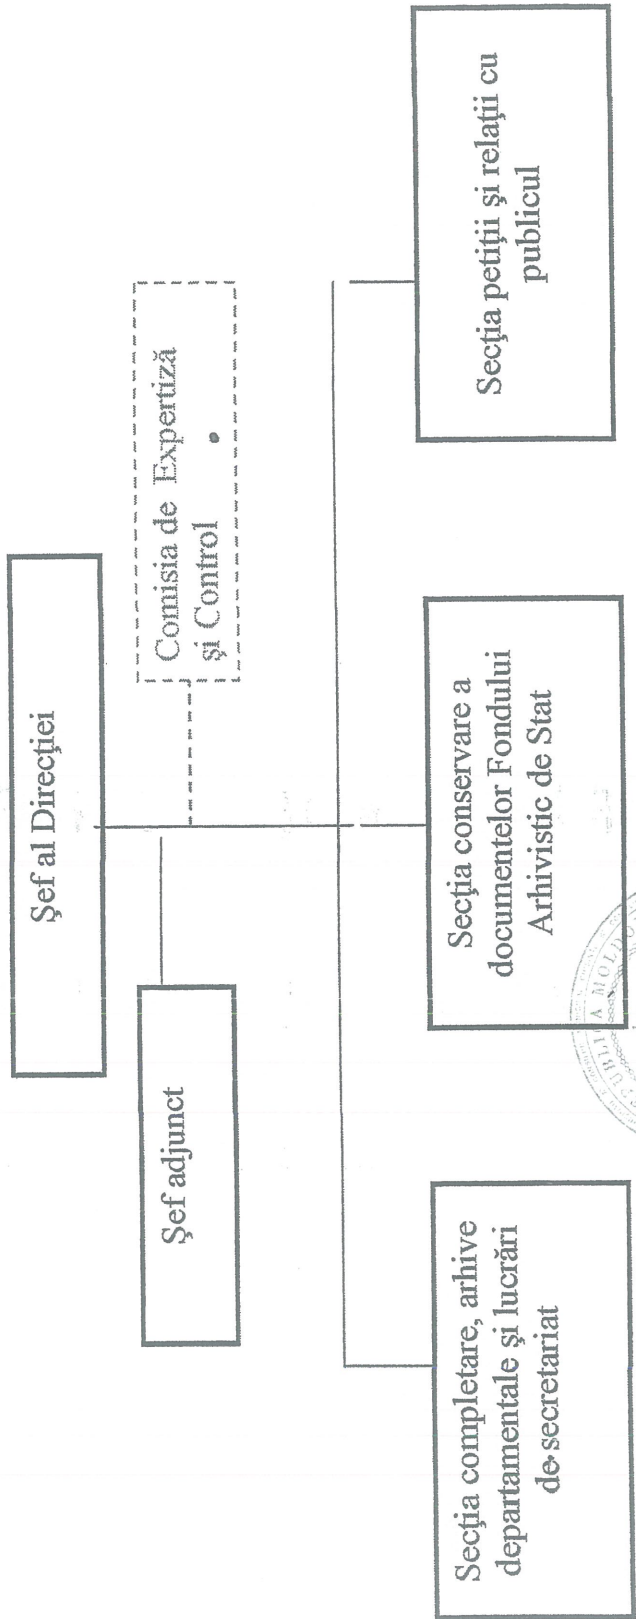 Şef al Direcţiei
Şef adjunct
Comisia de Expertiză
şi Control
Secţia completare, arhive
departamentale şi lucrări
de secretariat
Secţia conservare a
documentelor Fondului
Arhivistic de Stat
Secţia petiţii şi relaţii cu
publicul